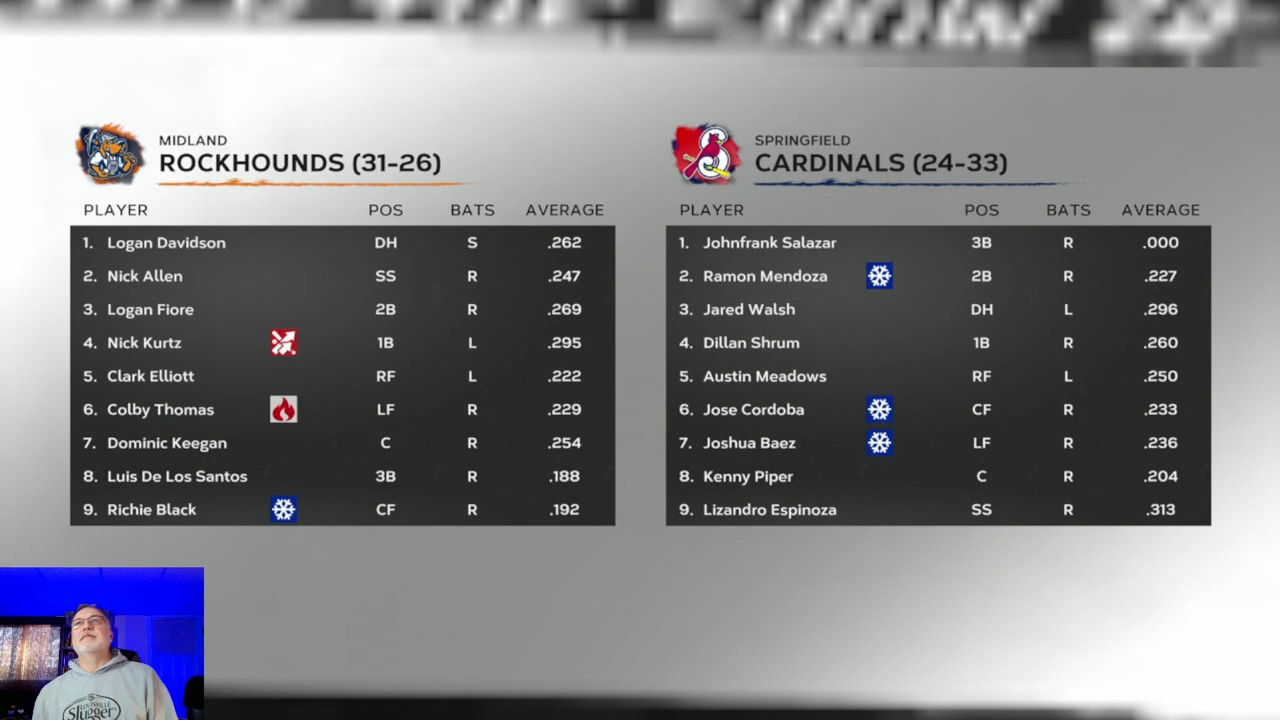 MIDLAND
ROCKHOUNDS (31-26)
PLAYER POS BATS AVERAGE
1. Logan Davidson DH S .262
2. Nick Allen SS R .247
3. Logan Fiore 2B R .269
4. Nick Kurtz 1B L .295
5. Clark Elliott RF L .222
6. Colby Thomas LF R .229
7. Dominic Keegan C R .254
8. Luis De Los Santos 3B R .188
9. Richie Black CF R .192
SPRINGFIELD
CARDINALS (24-33)
PLAYER POS BATS AVERAGE
1. Johnfrank Salazar 3B R .000
2. Ramon Mendoza 2B R .227
3. Jared Walsh DH L .296
4. Dillan Shrum 1B R .260
5. Austin Meadows RF L .250
6. Jose Cordoba CF R .233
7. Joshua Baez LF R .236
8. Kenny Piper C R .204
9. Lizandro Espinoza SS R .313
LOUISVILLE
Slugger